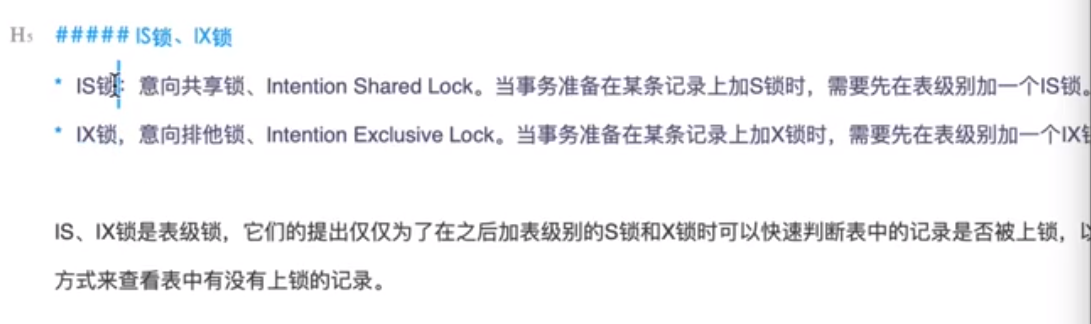 H5 ##### IS锁、IX锁
* IS锁：意向共享锁、Intention Shared Lock。当事务准备在某条记录上加S锁时，需要先在表级别加一个IS锁。
* IX锁，意向排他锁、Intention Exclusive Lock。当事务准备在某条记录上加X锁时，需要先在表级别加一个IX锁
IS、IX锁是表级锁，它们的提出仅仅为了在之后加表级别的S锁和X锁时可以快速判断表中的记录是否被上锁，以
方式来查看表中有没有上锁的记录。